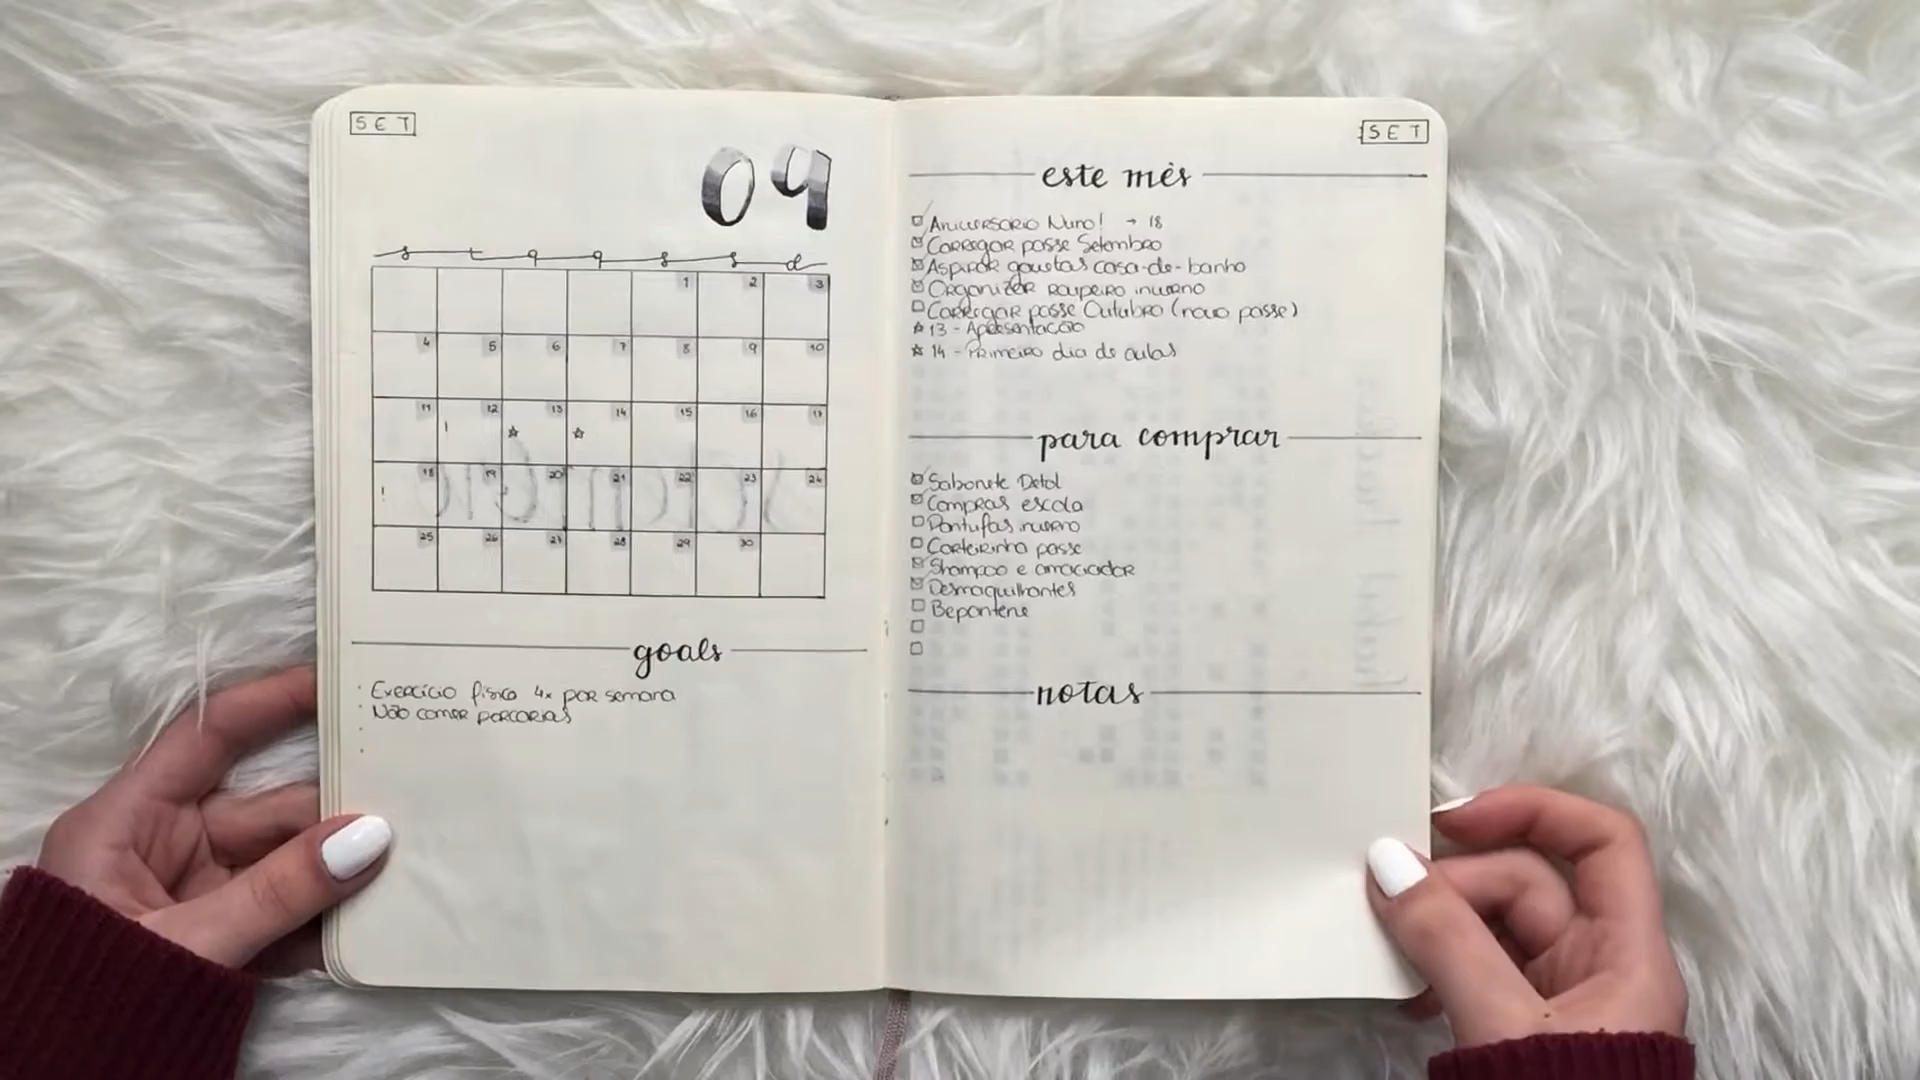 SET
09
s t q q s s d
1 2 3
4 5 6 7 8 9 10
11 12 13 14 15 16 17
! ☆ ☆
18 19 20 21 22 23 24
!
25 26 27 28 29 30
goals
· Exercício físico 4x por semana
· Não comer porcarias
SET
este mês
Aniversário Nuno! → 18
Carregar passe Setembro
Aspirar gavetas casa-de-banho
Organizar roupeiro inverno
Carregar passe Outubro (novo passe)
☆ 13 - Apresentação
☆ 14 - Primeiro dia de aulas
para comprar
Sabonete Detol
Compras escola
Pantufas inverno
Carteirinha passe
Shampoo e amaciador
Desmaquilhantes
Bepantene
notas